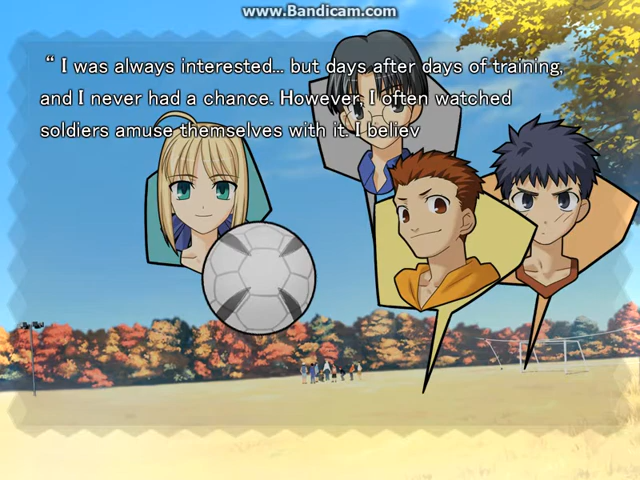 www.Bandicam.com
“ I was always interested... but days after days of training,
and I never had a chance. However, I often watched
soldiers amuse themselves with it. I believ